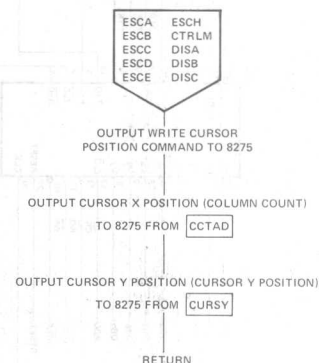 ESCA ESCH
ESCB CTRLM
ESCC DISA
ESCD DISB
ESCE DISC
OUTPUT WRITE CURSOR
POSITION COMMAND TO 8275
OUTPUT CURSOR X POSITION (COLUMN COUNT)
TO 8275 FROM CCTAD
OUTPUT CURSOR Y POSITION (CURSOR Y POSITION)
TO 8275 FROM CURSY
RETURN